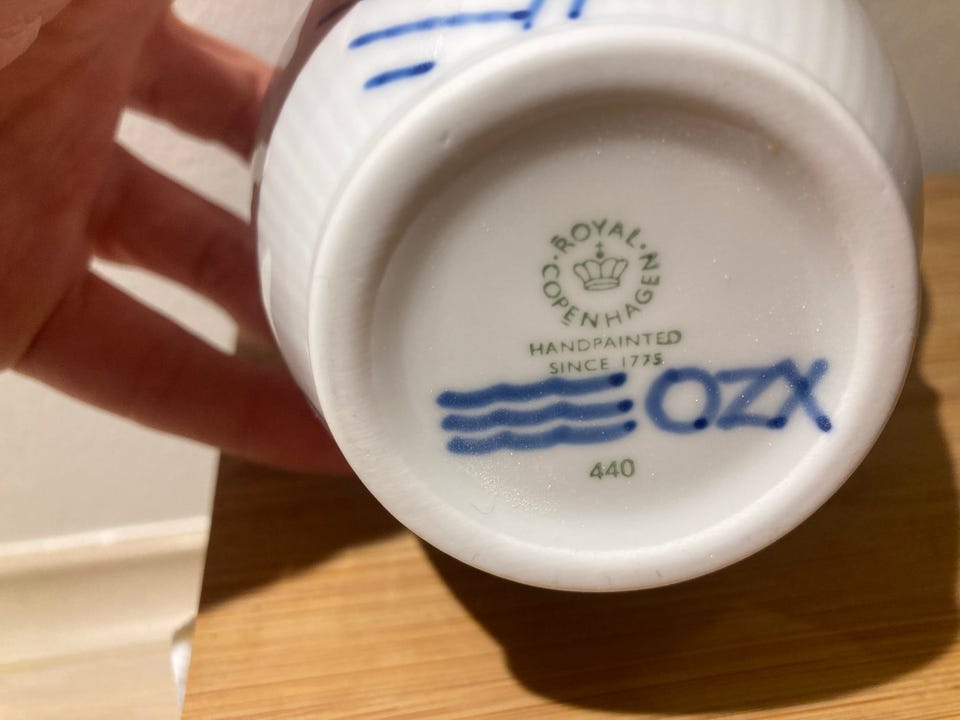 ROYAL
COPENHAGEN
HANDPAINTED
SINCE 1775
OZX
440